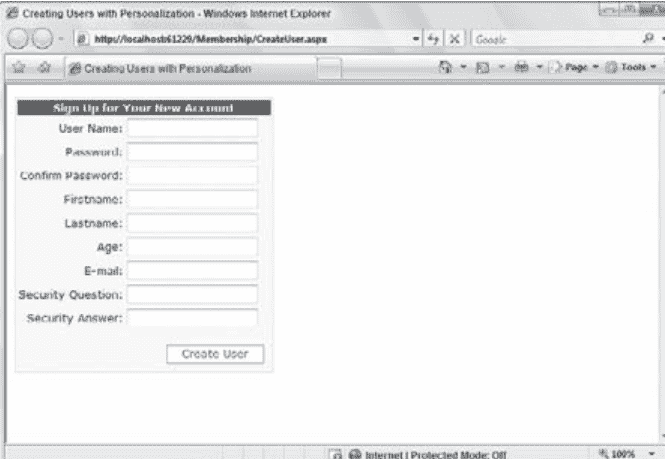 Creating Users with Personalization - Windows Internet Explorer
http://localhost:61229/Membership/CreateUser.aspx
Google
Creating Users with Personalization
Page
Tools
Sign Up for Your New Account
User Name:
Password:
Confirm Password:
Firstname:
Lastname:
Age:
E-mail:
Security Question:
Security Answer:
Create User
Internet | Protected Mode: Off
100%